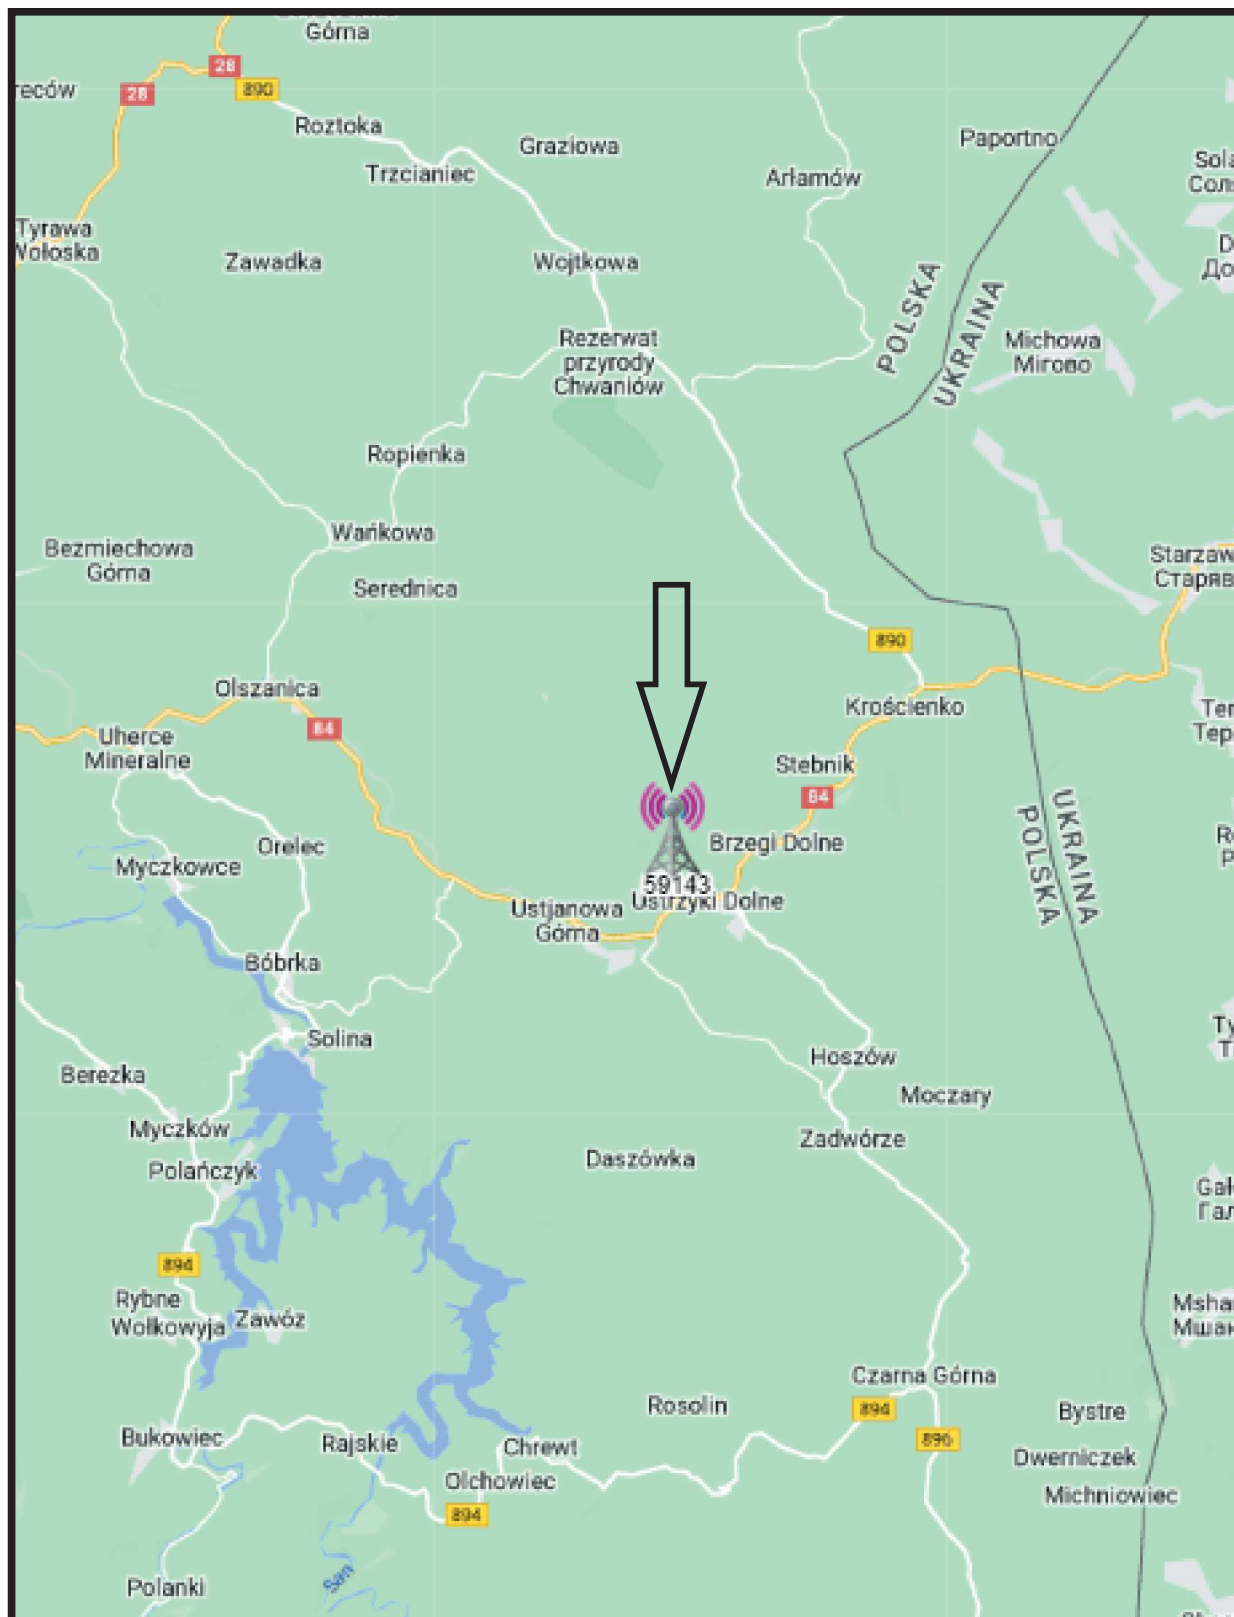 Górna
28
28
890
Roztoka
Graziowa
Paportno
Trzcianiec
Arłamów
Tyrawa
Wołoska
Zawadka
Wojtkowa
POLSKA
UKRAINA
Rezerwat
przyrody
Chwaniów
Michowa
Мігово
Ropienka
Wańkowa
Bezmiechowa
Górna
Serednica
890
Olszanica
Krościenko
84
Uherce
Mineralne
Stebnik
84
UKRAINA
POLSKA
Brzegi Dolne
Orelec
Myczkowce
59143
Ustrzyki Dolne
Ustjanowa
Górna
Bóbrka
Solina
Hoszów
Berezka
Moczary
Myczków
Zadwórze
Daszówka
Polańczyk
894
Rybne
Wołkowyja
Zawóz
Czarna Górna
Rosolin
894
Bystre
Bukowiec
Rajskie
Chrewt
896
Dwerniczek
Olchowiec
Michniowiec
894
San
Polanki